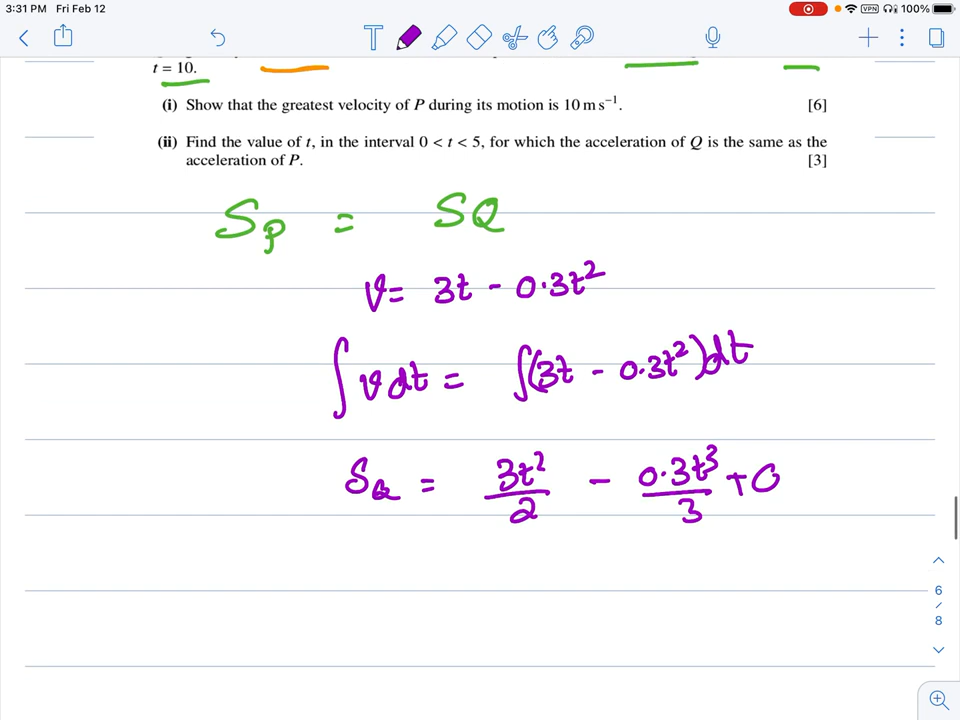 3:31 PM Fri Feb 12 VPN 100%
T
t = 10.
(i) Show that the greatest velocity of P during its motion is 10 m s⁻¹. [6]
(ii) Find the value of t, in the interval 0 < t < 5, for which the acceleration of Q is the same as the
acceleration of P. [3]
S_P = SQ
V = 3t - 0.3t²
∫ v dt = ∫(3t - 0.3t²)dt
S_Q = 3t²/2 - 0.3t³/3 + C
6
/
8